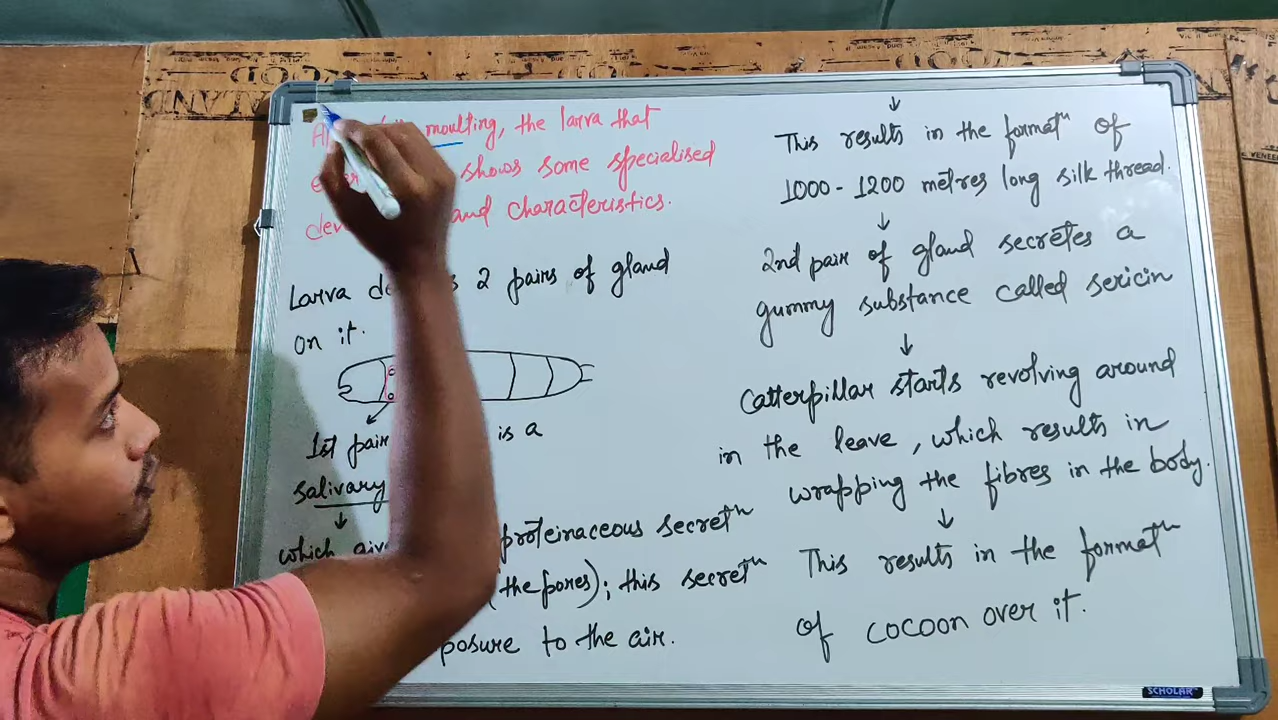 moulting, the larva that
shows some specialised
and characteristics.
Larva 2 pairs of gland
on it.
1st pair is a
salivary
which
proteinaceous secretⁿ
(the pores); this secretⁿ
to the air.
↓
This results in the formatⁿ of
1000 - 1200 metres long silk thread.
↓
2nd pair of gland secretes a
gummy substance called sericin
↓
Catterpillar starts revolving around
in the leave, which results in
wrapping the fibres in the body.
↓
This results in the formatⁿ
of cocoon over it.
SCHOLAR